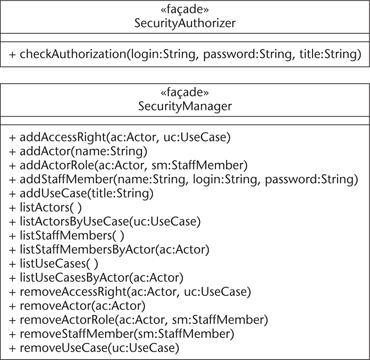 «façade»
SecurityAuthorizer
+ checkAuthorization(login:String, password:String, title:String)
«façade»
SecurityManager
+ addAccessRight(ac:Actor, uc:UseCase)
+ addActor(name:String)
+ addActorRole(ac:Actor, sm:StaffMember)
+ addStaffMember(name:String, login:String, password:String)
+ addUseCase(title:String)
+ listActors( )
+ listActorsByUseCase(uc:UseCase)
+ listStaffMembers( )
+ listStaffMembersByActor(ac:Actor)
+ listUseCases( )
+ listUseCasesByActor(ac:Actor)
+ removeAccessRight(ac:Actor, uc:UseCase)
+ removeActor(ac:Actor)
+ removeActorRole(ac:Actor, sm:StaffMember)
+ removeStaffMember(sm:StaffMember)
+ removeUseCase(uc:UseCase)